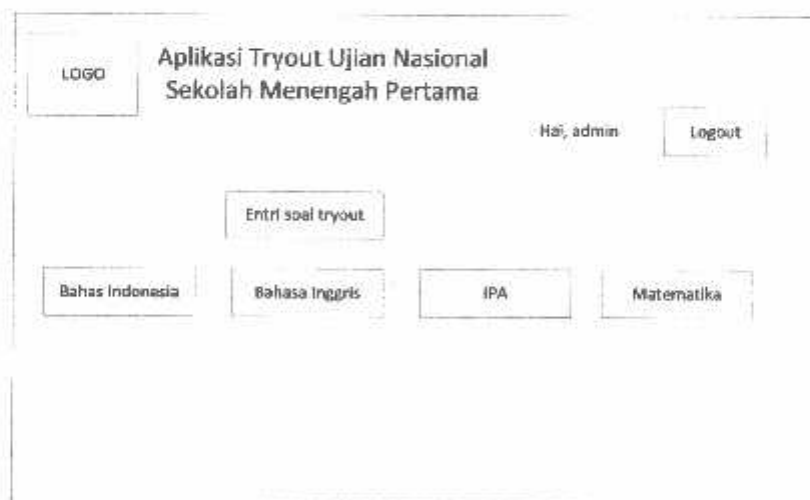 LOGO
Aplikasi Tryout Ujian Nasional
Sekolah Menengah Pertama
Hai, admin
Logout
Entri soal tryout
Bahas Indonesia
Bahasa Inggris
IPA
Matematika